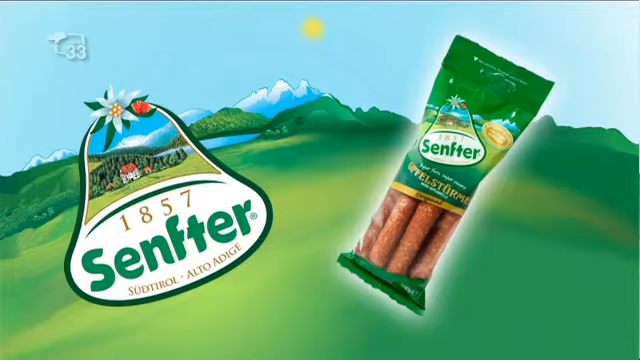 33
1857
Senfter®
SÜDTIROL · ALTO ADIGE
1857
Senfter
GIPFELSTÜRMER